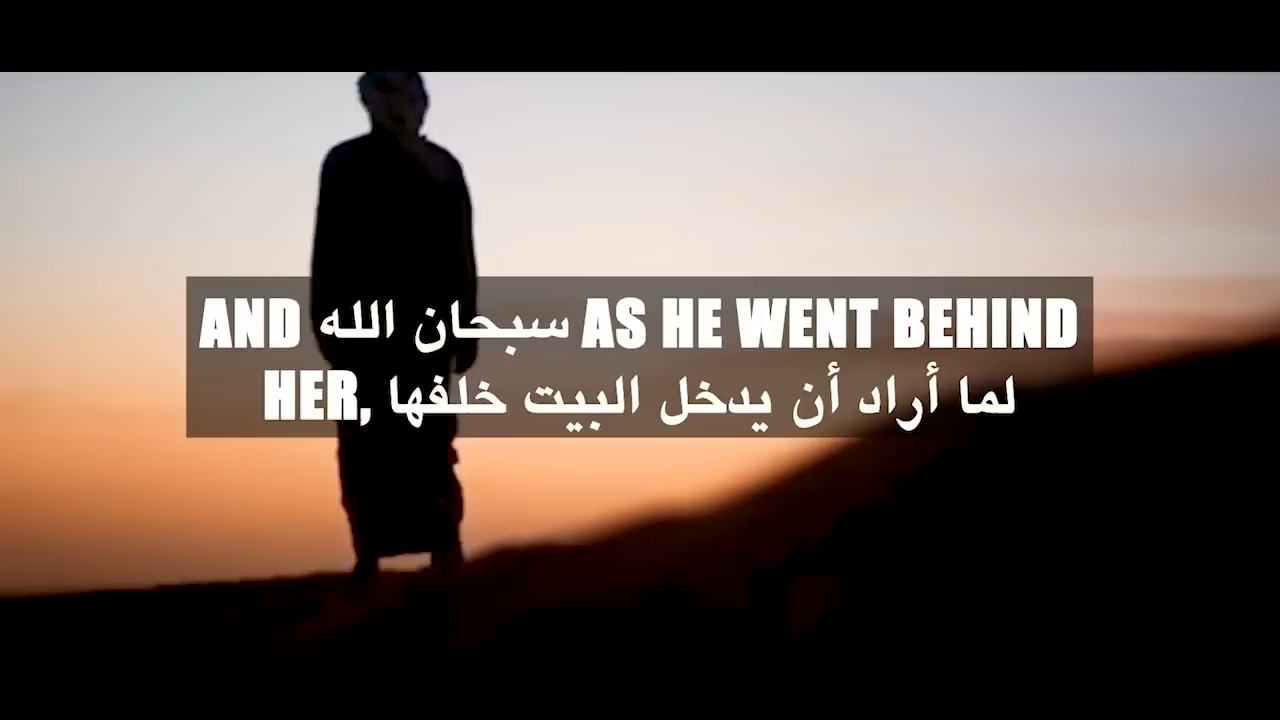 AND سبحان الله AS HE WENT BEHIND
HER, لما أراد أن يدخل البيت خلفها